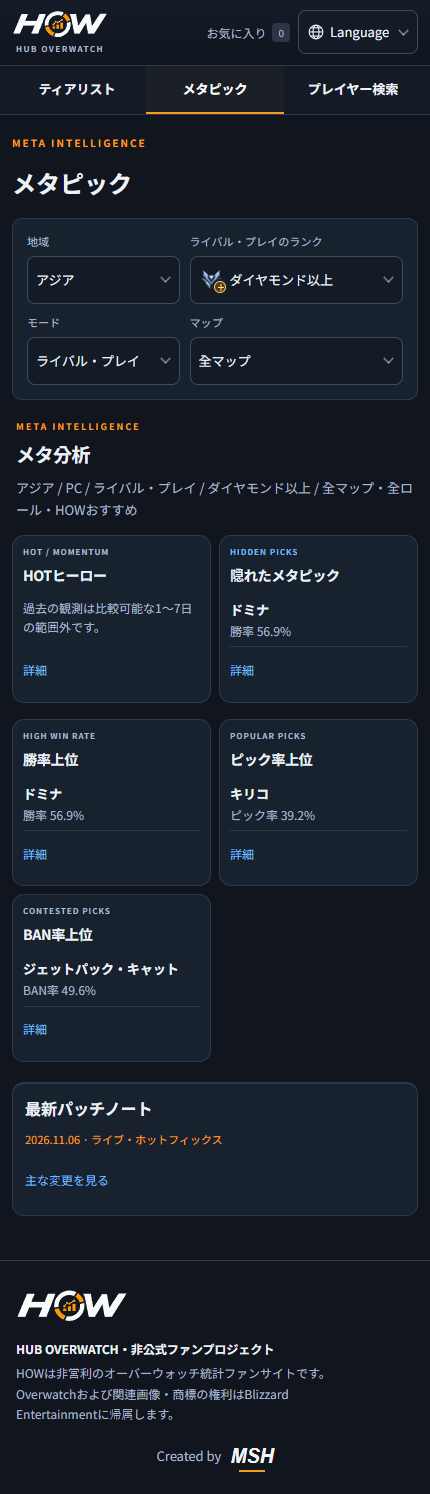 HOW
HUB OVERWATCH
お気に入り 0
Language
ティアリスト
メタピック
プレイヤー検索
META INTELLIGENCE
メタピック
地域
ライバル・プレイのランク
アジア
ダイヤモンド以上
モード
マップ
ライバル・プレイ
全マップ
META INTELLIGENCE
メタ分析
アジア / PC / ライバル・プレイ / ダイヤモンド以上 / 全マップ・全ロ
ール・HOWおすすめ
HOT / MOMENTUM
HOTヒーロー
過去の観測は比較可能な1〜7日
の範囲外です。
詳細
HIDDEN PICKS
隠れたメタピック
ドミナ
勝率 56.9%
詳細
HIGH WIN RATE
勝率上位
ドミナ
勝率 56.9%
詳細
POPULAR PICKS
ピック率上位
キリコ
ピック率 39.2%
詳細
CONTESTED PICKS
BAN率上位
ジェットパック・キャット
BAN率 49.6%
詳細
最新パッチノート
2026.11.06 · ライブ・ホットフィックス
主な変更を見る
HOW
HUB OVERWATCH・非公式ファンプロジェクト
HOWは非営利のオーバーウォッチ統計ファンサイトです。
Overwatchおよび関連画像・商標の権利はBlizzard
Entertainmentに帰属します。
Created by MSH